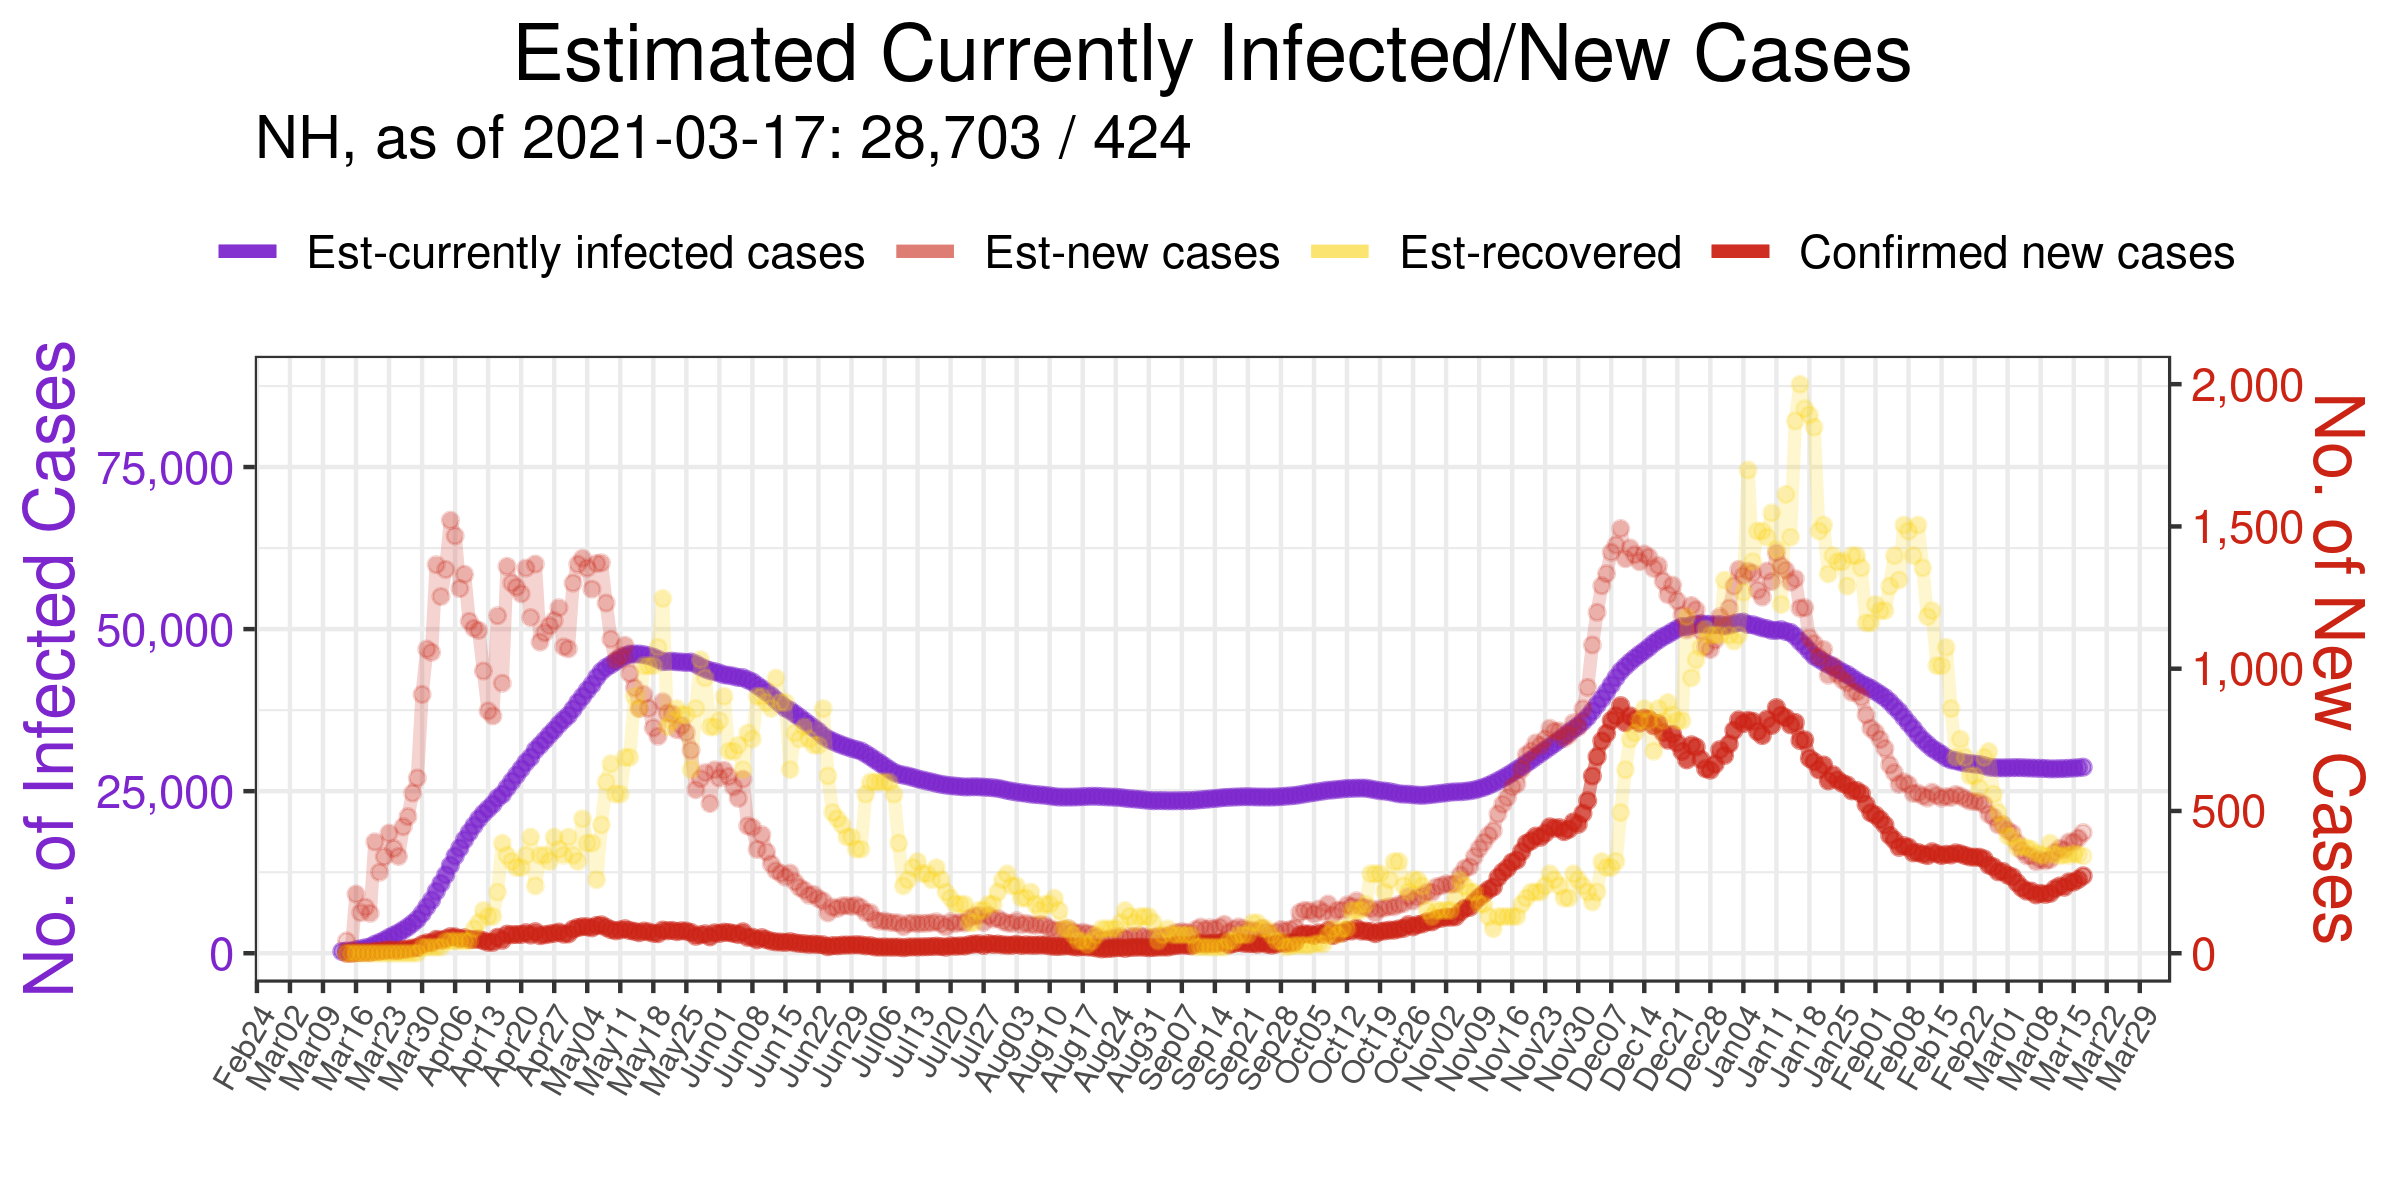 Estimated Currently Infected/New Cases
NH, as of 2021-03-17: 28,703 / 424
Est-currently infected cases Est-new cases Est-recovered Confirmed new cases
No. of Infected Cases
75,000
50,000
25,000
0
2,000
1,500
1,000
500
0
No. of New Cases
Feb24 Mar02 Mar09 Mar16 Mar23 Mar30 Apr06 Apr13 Apr20 Apr27 May04 May11 May18 May25 Jun01 Jun08 Jun15 Jun22 Jun29 Jul06 Jul13 Jul20 Jul27 Aug03 Aug10 Aug17 Aug24 Aug31 Sep07 Sep14 Sep21 Sep28 Oct05 Oct12 Oct19 Oct26 Nov02 Nov09 Nov16 Nov23 Nov30 Dec07 Dec14 Dec21 Dec28 Jan04 Jan11 Jan18 Jan25 Feb01 Feb08 Feb15 Feb22 Mar01 Mar08 Mar15 Mar22 Mar29